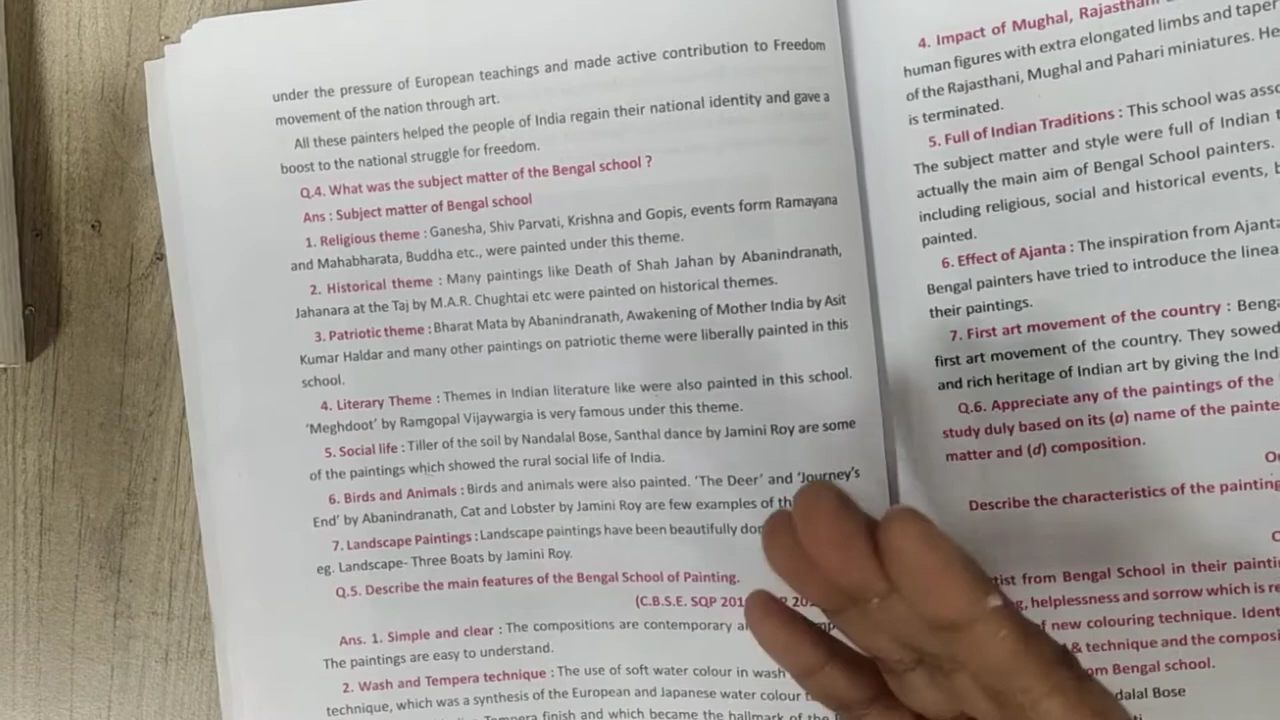 under the pressure of European teachings and made active contribution to Freedom
movement of the nation through art.
All these painters helped the people of India regain their national identity and gave a
boost to the national struggle for freedom.
Q.4. What was the subject matter of the Bengal school ?
Ans : Subject matter of Bengal school
1. Religious theme : Ganesha, Shiv Parvati, Krishna and Gopis, events form Ramayana
and Mahabharata, Buddha etc., were painted under this theme.
2. Historical theme : Many paintings like Death of Shah Jahan by Abanindranath,
Jahanara at the Taj by M.A.R. Chughtai etc were painted on historical themes.
3. Patriotic theme : Bharat Mata by Abanindranath, Awakening of Mother India by Asit
Kumar Haldar and many other paintings on patriotic theme were liberally painted in this
school.
4. Literary Theme : Themes in Indian literature like were also painted in this school.
'Meghdoot' by Ramgopal Vijaywargia is very famous under this theme.
5. Social life : Tiller of the soil by Nandalal Bose, Santhal dance by Jamini Roy are some
of the paintings which showed the rural social life of India.
6. Birds and Animals : Birds and animals were also painted. 'The Deer' and 'Journey's
End' by Abanindranath, Cat and Lobster by Jamini Roy are few examples of
7. Landscape Paintings : Landscape paintings have been beautifully
eg. Landscape- Three Boats by Jamini Roy.
Q.5. Describe the main features of the Bengal School of Painting.
(C.B.S.E. SQP
Ans. 1. Simple and clear : The compositions are contemporary
The paintings are easy to understand.
2. Wash and Tempera technique : The use of soft water colour in wash
technique, which was a synthesis of the European and Japanese water colour
Tempera finish and which became the hallmark of the
4. Impact of Mughal, Rajasthani
human figures with extra elongated limbs and taper
of the Rajasthani, Mughal and Pahari miniatures. He
is terminated.
5. Full of Indian Traditions : This school was
The subject matter and style were full of Indian
actually the main aim of Bengal School painters.
including religious, social and historical events,
painted.
6. Effect of Ajanta : The inspiration from
Bengal painters have tried to introduce the
their paintings.
7. First art movement of the country :
first art movement of the country. They sowed
and rich heritage of Indian art by giving the
Q.6. Appreciate any of the paintings of the
study duly based on its (a) name of the
matter and (d) composition.
Describe the characteristics of the painting
from Bengal School in their
helplessness and sorrow which is
of new colouring technique.
& technique and the
Bengal school.
Bose